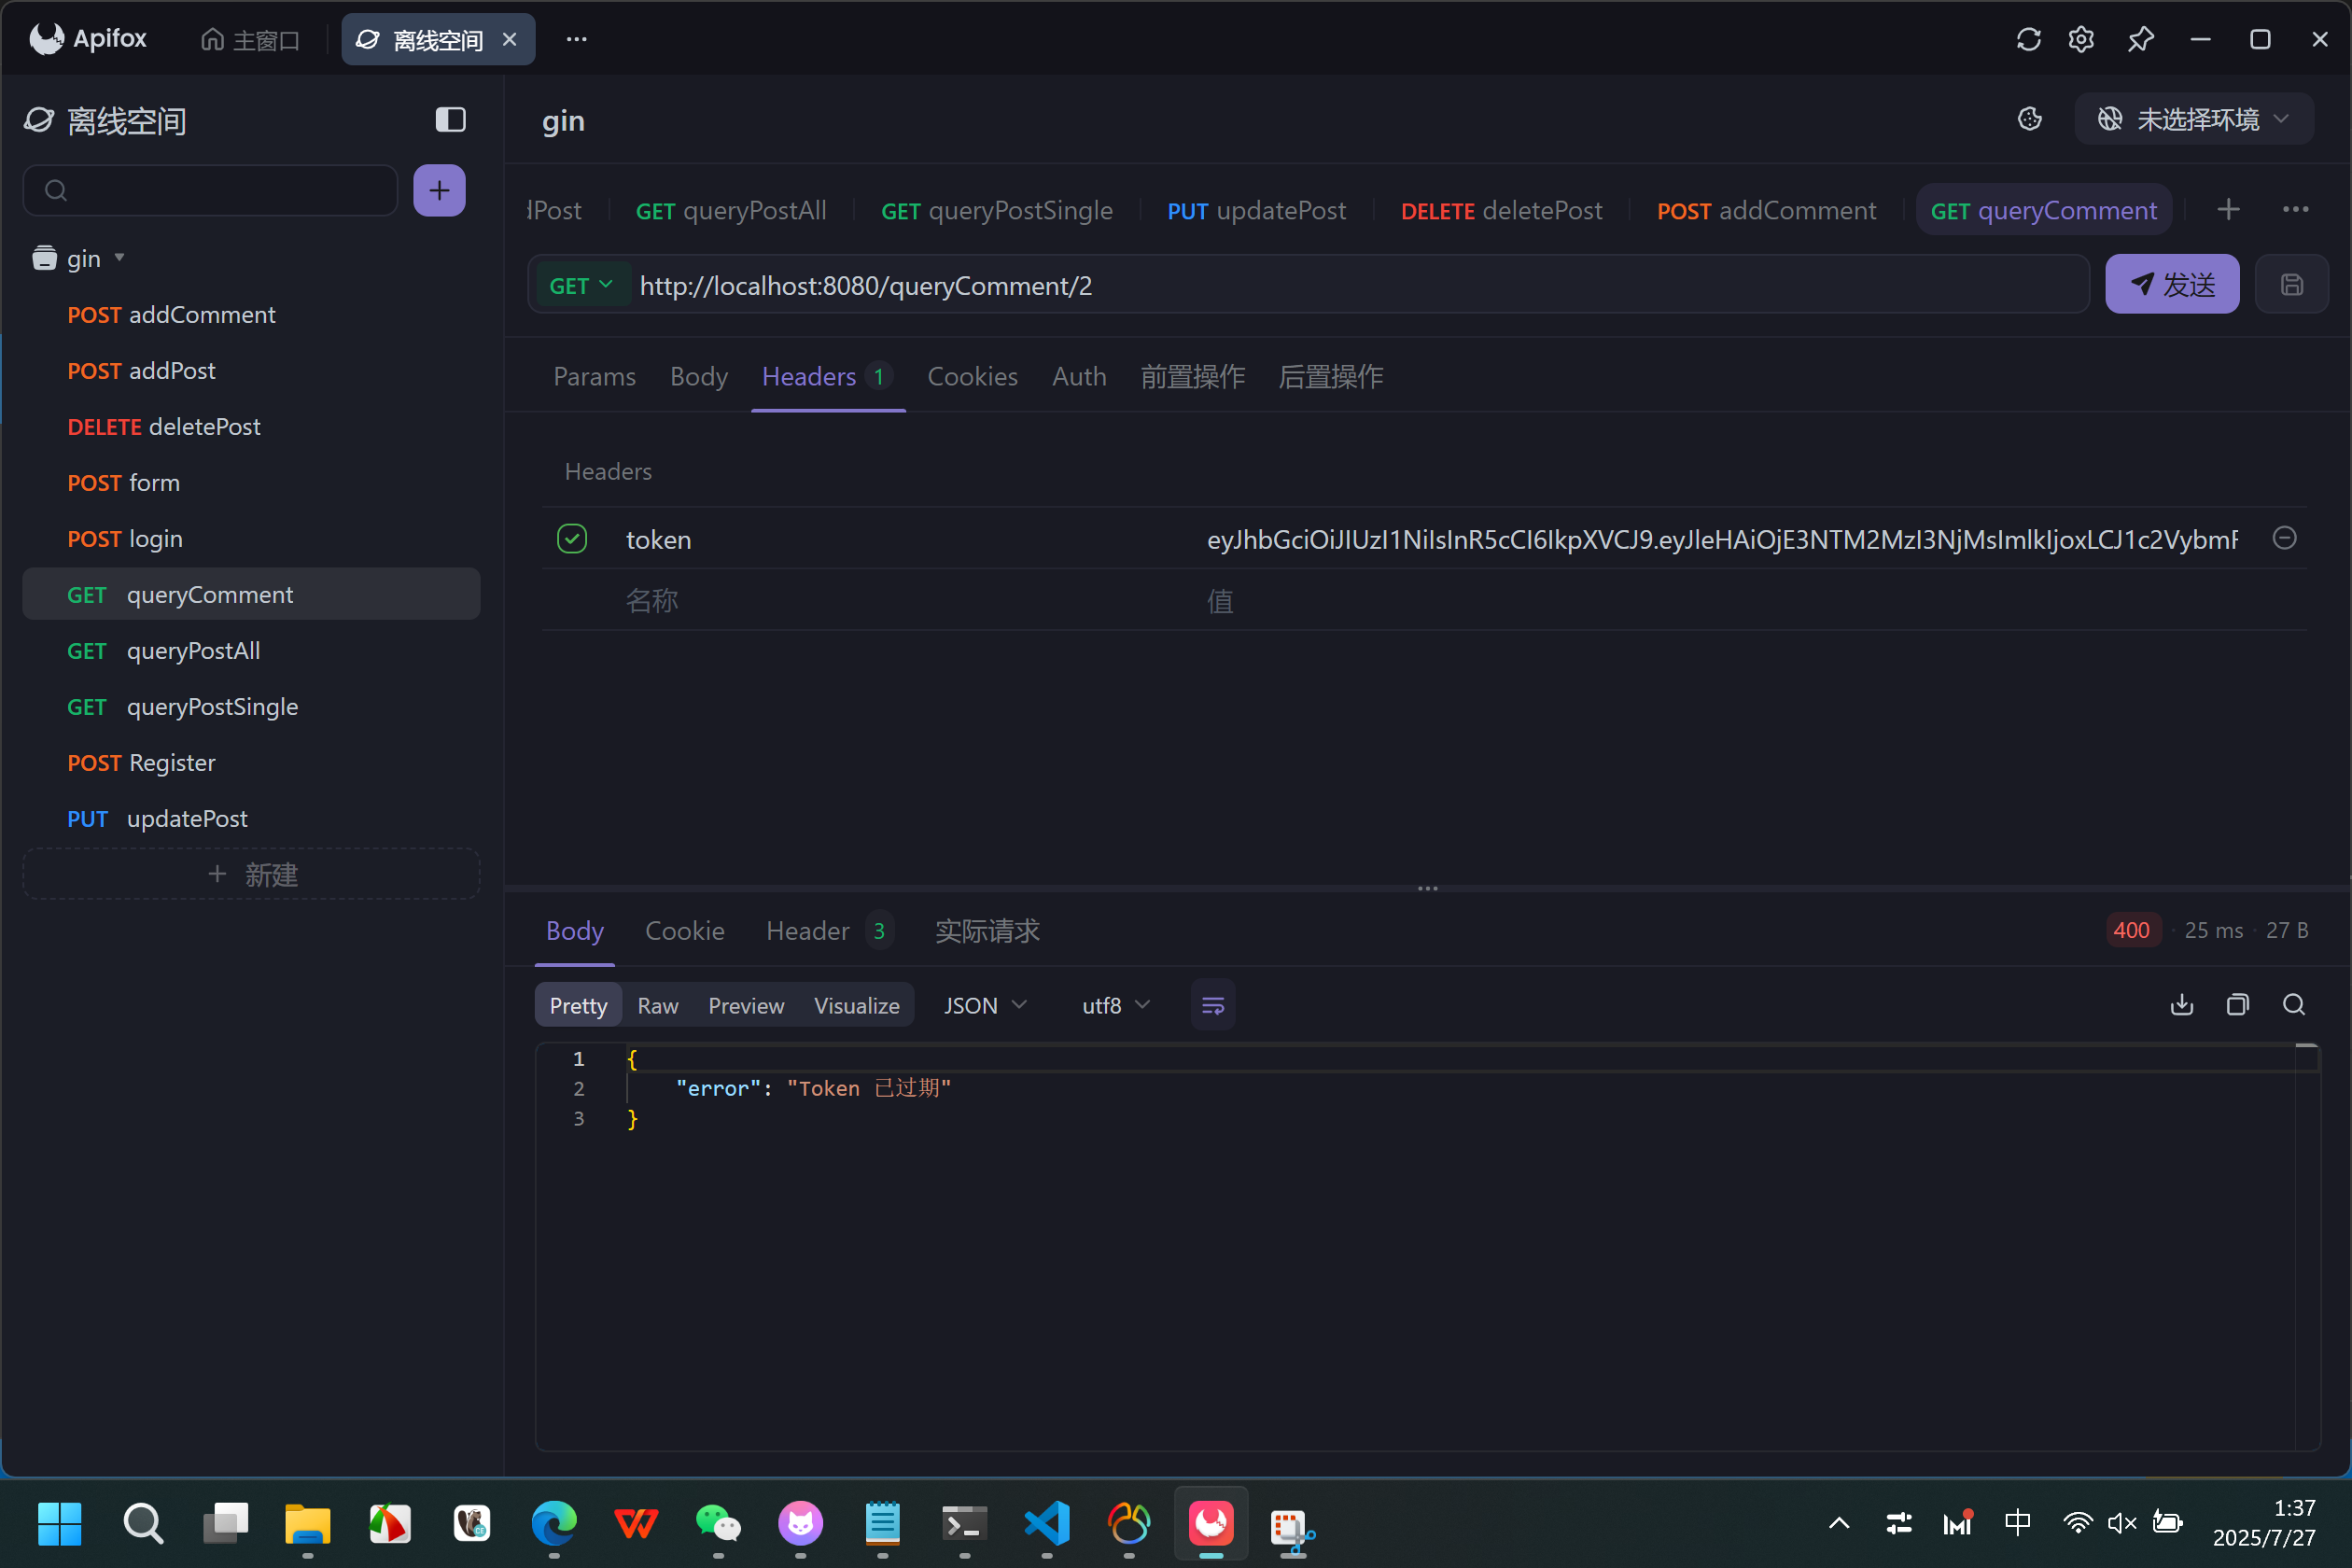 Apifox
主窗口
离线空间
离线空间
gin
未选择环境
gin
POST addComment
POST addPost
DELETE deletePost
POST form
POST login
GET queryComment
GET queryPostAll
GET queryPostSingle
POST Register
PUT updatePost
新建
dPost
GET queryPostAll
GET queryPostSingle
PUT updatePost
DELETE deletePost
POST addComment
GET queryComment
GET http://localhost:8080/queryComment/2
发送
Params Body Headers 1 Cookies Auth 前置操作 后置操作
Headers
token eyJhbGciOiJIUzI1NiIsInR5cCI6IkpXVCJ9.eyJleHAiOjE3NTM2MzI3NjMsImlkIjoxLCJ1c2VybmF
名称 值
Body Cookie Header 3 实际请求
400 · 25 ms · 27 B
Pretty Raw Preview Visualize JSON utf8
1 {
2 "error": "Token 已过期"
3 }
中
1:37
2025/7/27